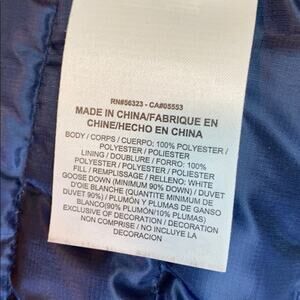 RN#56323 - CA#05553
MADE IN CHINA/FABRIQUE EN
CHINE/HECHO EN CHINA
BODY / CORPS / CUERPO: 100% POLYESTER /
POLYESTER / POLIESTER
LINING / DOUBLURE / FORRO: 100%
POLYESTER / POLYESTER / POLIESTER
FILL / REMPLISSAGE / RELLENO: WHITE
GOOSE DOWN (MINIMUM 90% DOWN) / DUVET
D'OIE BLANCHE (QUANTITE MINIMUM DE
DUVET 90%) / PLUMÓN Y PLUMAS DE GANSO
BLANCO(90% PLUMÓN/10% PLUMAS)
EXCLUSIVE OF DECORATION / DECORATION
NON COMPRISE / NO INCLUYE LA
DECORACION